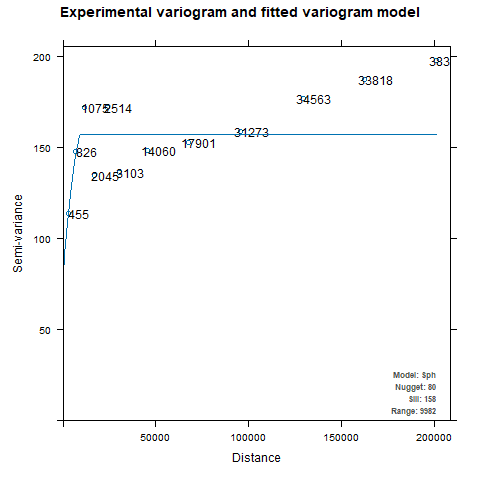 Experimental variogram and fitted variogram model
200
383
33818
34563
1075
2514
150
31273
17901
826
14060
2045
3103
455
Semi-variance
100
50
Model: Sph
Nugget: 80
Sill: 158
Range: 9982
50000
100000
150000
200000
Distance